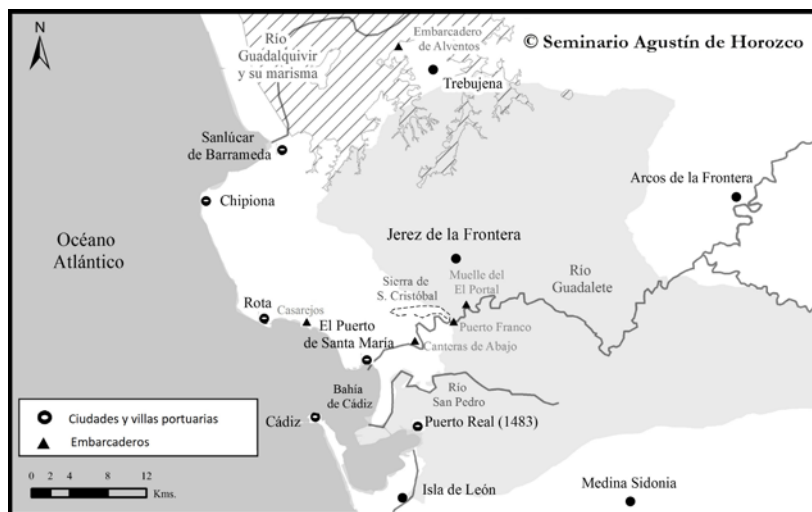 N
Río
Guadalquivir
y su marisma
Embarcadero
de Alventos
© Seminario Agustín de Horozco
Trebujena
Sanlúcar
de Barrameda
Arcos de la Frontera
Chipiona
Océano
Atlántico
Jerez de la Frontera
Muelle del
El Portal
Río
Guadalete
Sierra de
S. Cristóbal
Rota
Casarejos
Puerto Franco
El Puerto
de Santa María
Canteras de Abajo
Bahía
de Cádiz
Río
San Pedro
Ciudades y villas portuarias
Embarcaderos
Cádiz
Puerto Real (1483)
0 2 4 8 12
Kms.
Isla de León
Medina Sidonia